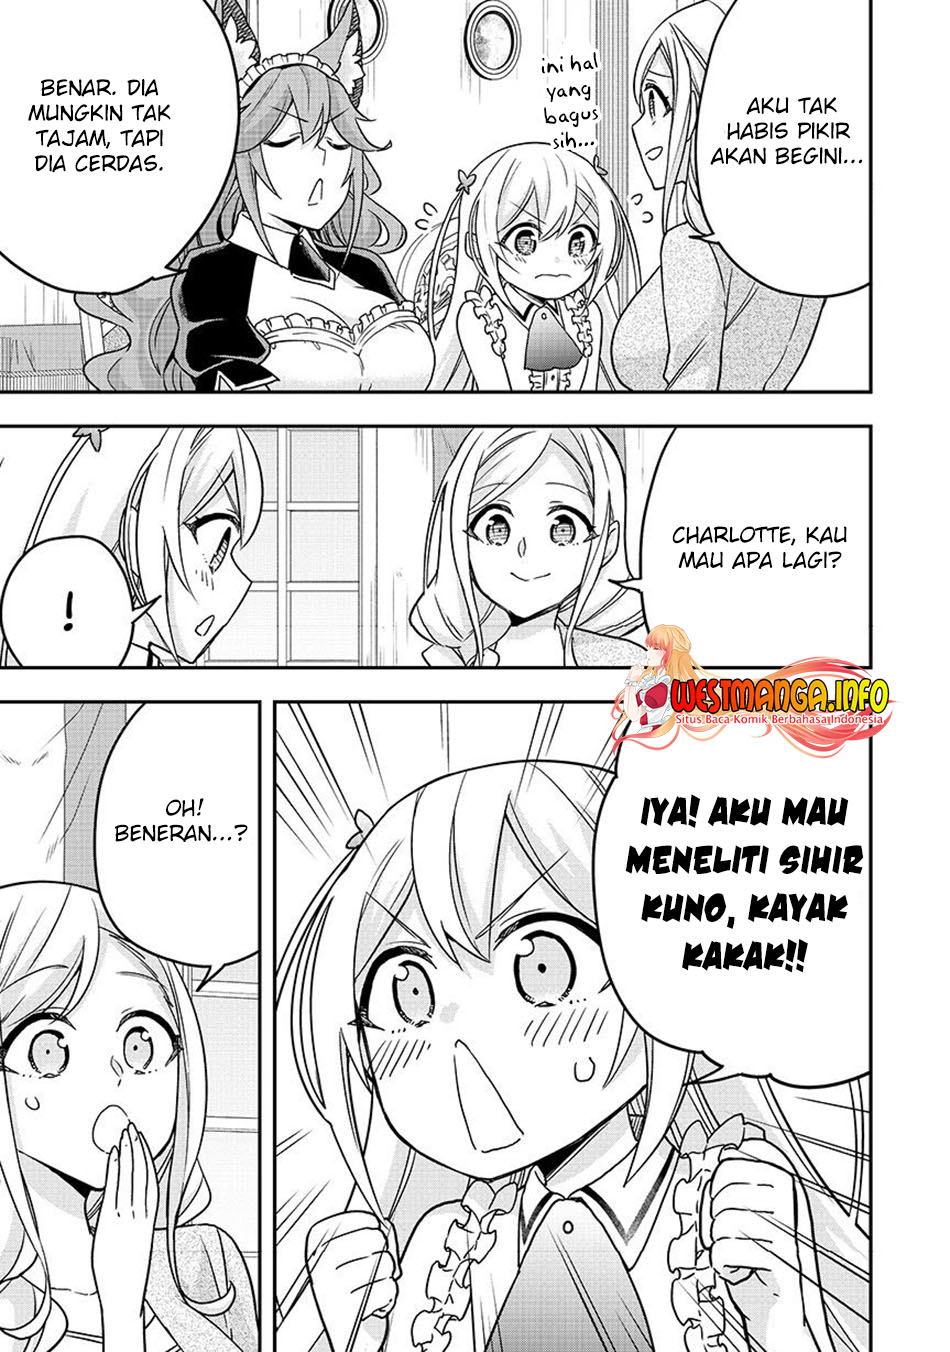 AKU TAK
HABIS PIKIR
AKAN BEGINI...
ini hal
yang
bagus
sih...
BENAR. DIA
MUNGKIN TAK
TAJAM, TAPI
DIA CERDAS.
CHARLOTTE, KAU
MAU APA LAGI?
!
WESTMANGA.INFO
Situs Baca Komik Berbahasa Indonesia
IYA! AKU MAU
MENELITI SIHIR
KUNO, KAYAK
KAKAK!!
OH!
BENERAN...?